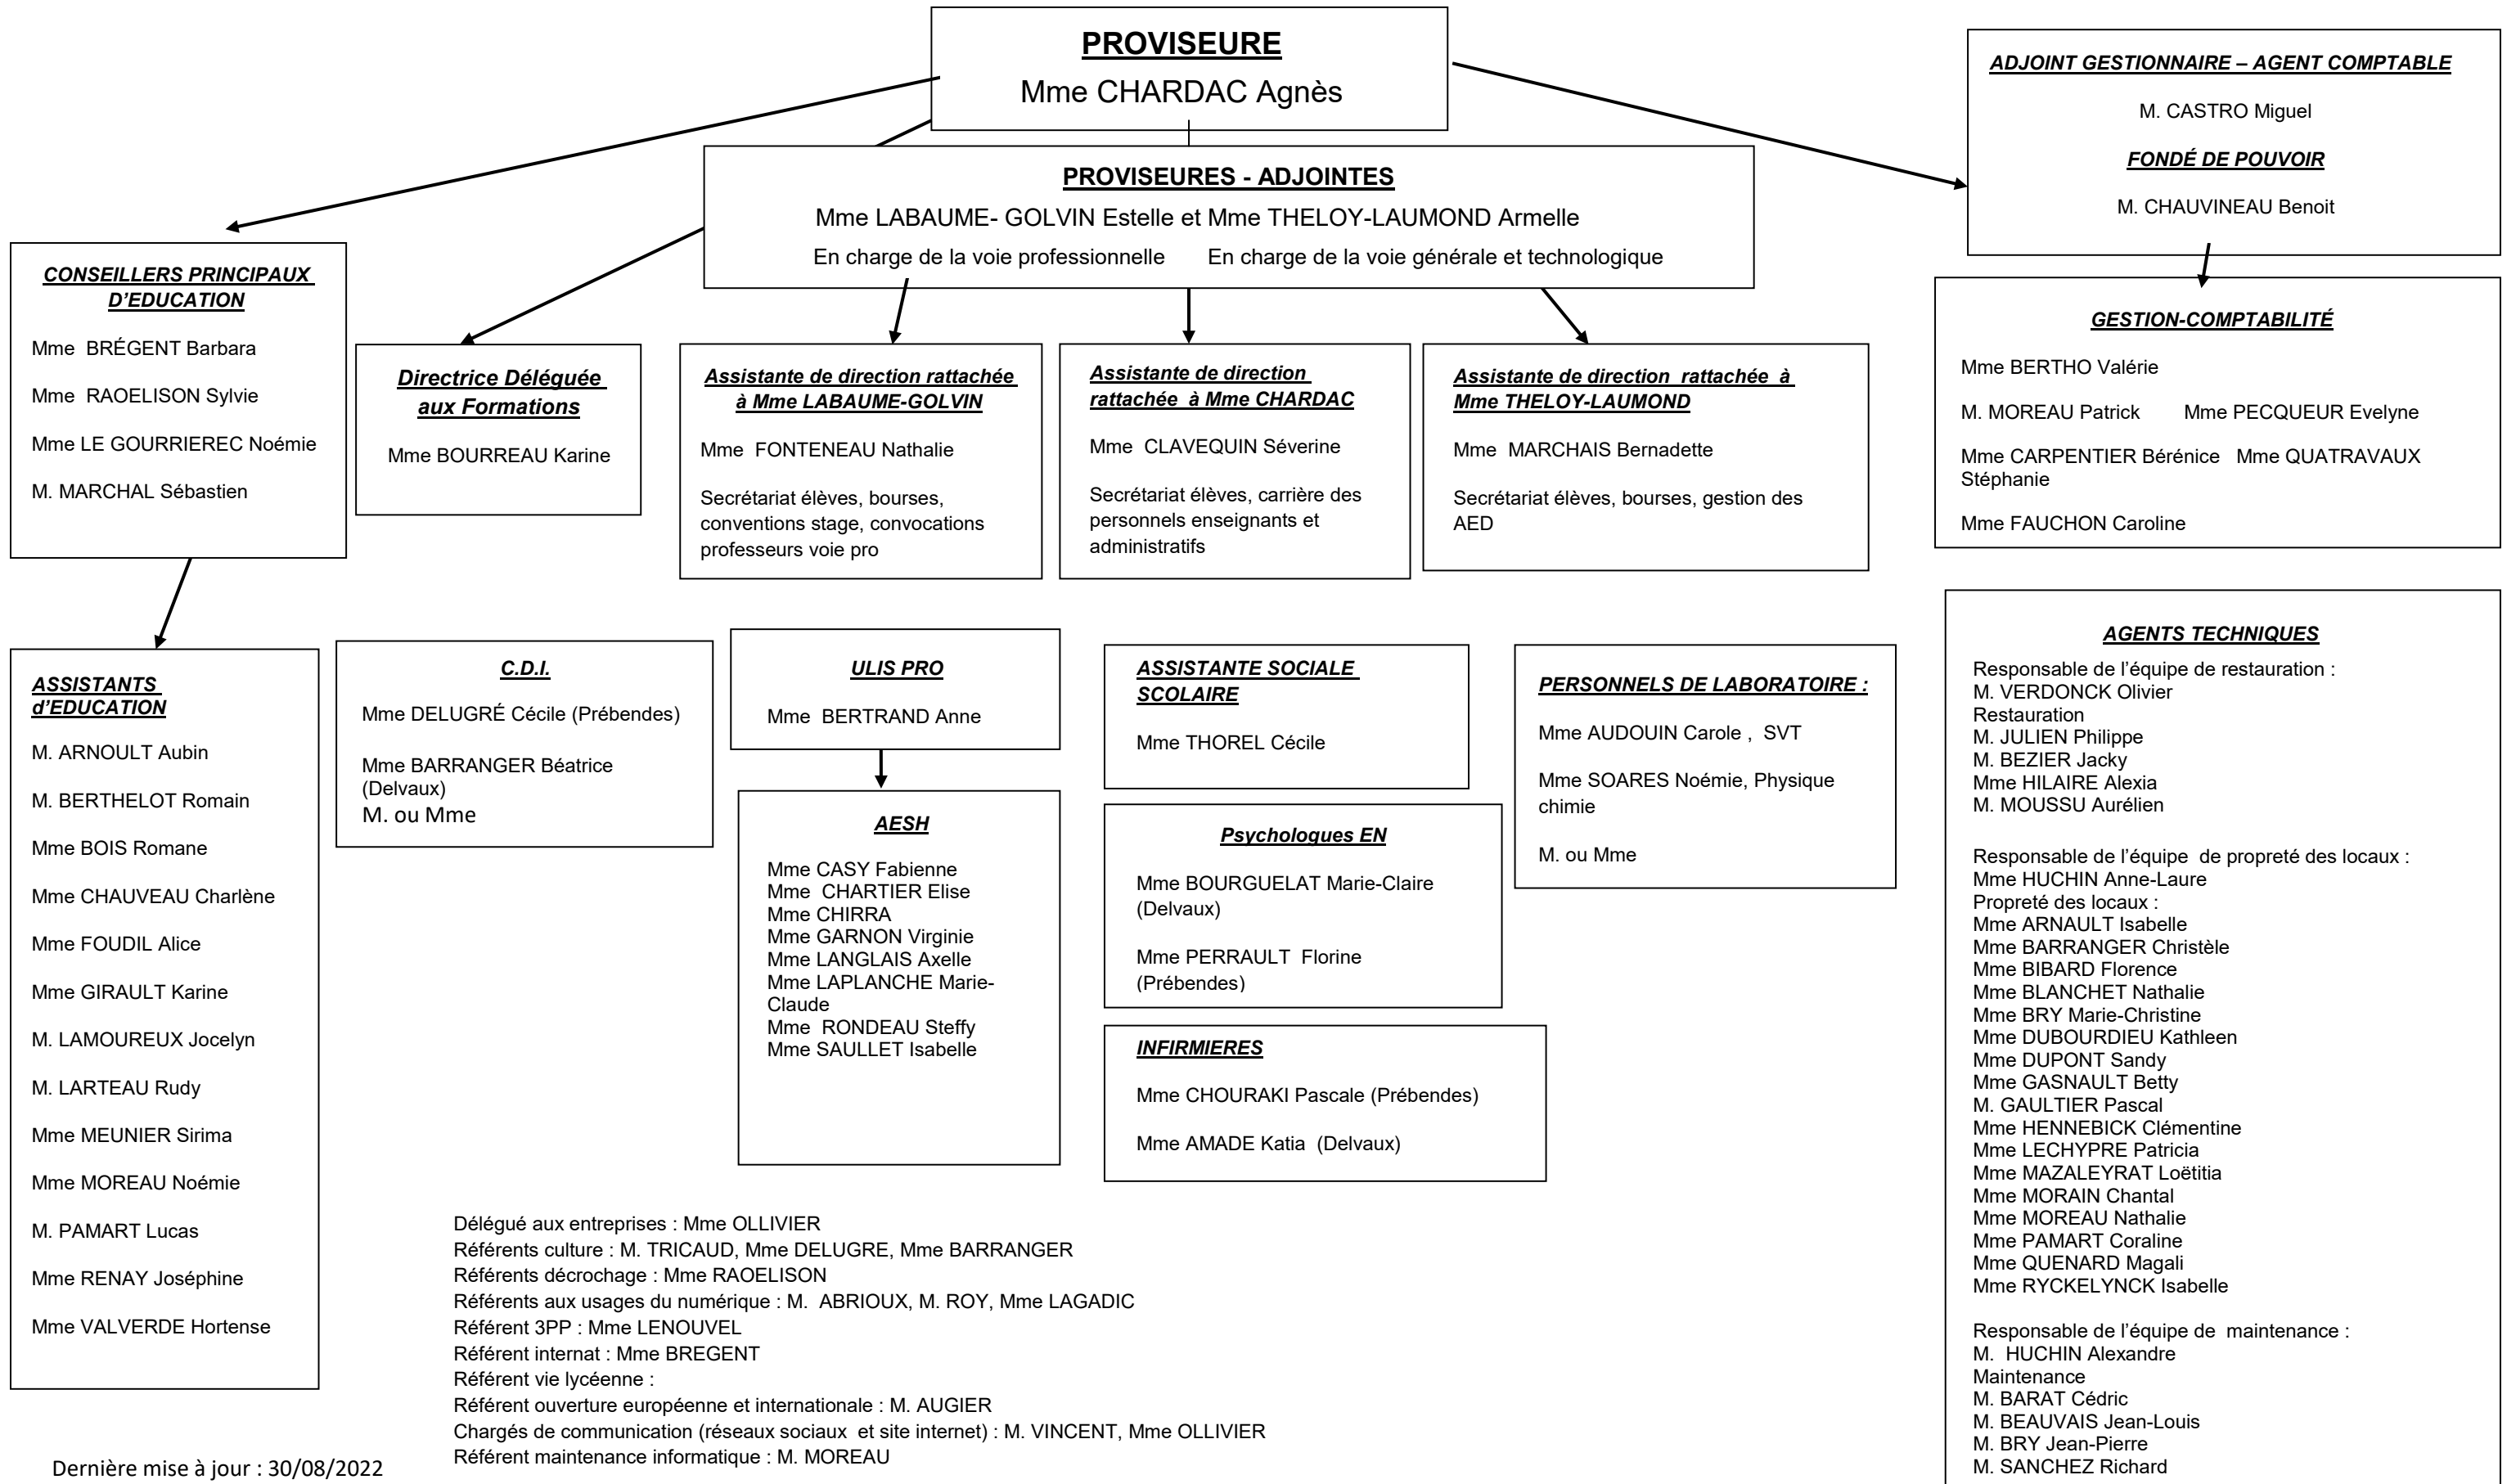 PROVISEURE
Mme CHARDAC Agnès
ADJOINT GESTIONNAIRE – AGENT COMPTABLE
M. CASTRO Miguel
FONDÉ DE POUVOIR
M. CHAUVINEAU Benoit
PROVISEURES - ADJOINTES
Mme LABAUME- GOLVIN Estelle et Mme THELOY-LAUMOND Armelle
En charge de la voie professionnelle En charge de la voie générale et technologique
CONSEILLERS PRINCIPAUX
D’EDUCATION
Mme BRÉGENT Barbara
Mme RAOELISON Sylvie
Mme LE GOURRIEREC Noémie
M. MARCHAL Sébastien
Directrice Déléguée
aux Formations
Mme BOURREAU Karine
Assistante de direction rattachée
à Mme LABAUME-GOLVIN
Mme FONTENEAU Nathalie
Secrétariat élèves, bourses,
conventions stage, convocations
professeurs voie pro
Assistante de direction
rattachée à Mme CHARDAC
Mme CLAVEQUIN Séverine
Secrétariat élèves, carrière des
personnels enseignants et
administratifs
Assistante de direction rattachée à
Mme THELOY-LAUMOND
Mme MARCHAIS Bernadette
Secrétariat élèves, bourses, gestion des
AED
GESTION-COMPTABILITÉ
Mme BERTHO Valérie
M. MOREAU Patrick Mme PECQUEUR Evelyne
Mme CARPENTIER Bérénice Mme QUATRAVAUX
Stéphanie
Mme FAUCHON Caroline
ASSISTANTS
d’EDUCATION
M. ARNOULT Aubin
M. BERTHELOT Romain
Mme BOIS Romane
Mme CHAUVEAU Charlène
Mme FOUDIL Alice
Mme GIRAULT Karine
M. LAMOUREUX Jocelyn
M. LARTEAU Rudy
Mme MEUNIER Sirima
Mme MOREAU Noémie
M. PAMART Lucas
Mme RENAY Joséphine
Mme VALVERDE Hortense
C.D.I.
Mme DELUGRÉ Cécile (Prébendes)
Mme BARRANGER Béatrice
(Delvaux)
M. ou Mme
ULIS PRO
Mme BERTRAND Anne
AESH
Mme CASY Fabienne
Mme CHARTIER Elise
Mme CHIRRA
Mme GARNON Virginie
Mme LANGLAIS Axelle
Mme LAPLANCHE Marie-
Claude
Mme RONDEAU Steffy
Mme SAULLET Isabelle
ASSISTANTE SOCIALE
SCOLAIRE
Mme THOREL Cécile
Psychologues EN
Mme BOURGUELAT Marie-Claire
(Delvaux)
Mme PERRAULT Florine
(Prébendes)
INFIRMIERES
Mme CHOURAKI Pascale (Prébendes)
Mme AMADE Katia (Delvaux)
PERSONNELS DE LABORATOIRE :
Mme AUDOUIN Carole , SVT
Mme SOARES Noémie, Physique
chimie
M. ou Mme
AGENTS TECHNIQUES
Responsable de l’équipe de restauration :
M. VERDONCK Olivier
Restauration
M. JULIEN Philippe
M. BEZIER Jacky
Mme HILAIRE Alexia
M. MOUSSU Aurélien
Responsable de l’équipe de propreté des locaux :
Mme HUCHIN Anne-Laure
Propreté des locaux :
Mme ARNAULT Isabelle
Mme BARRANGER Christèle
Mme BIBARD Florence
Mme BLANCHET Nathalie
Mme BRY Marie-Christine
Mme DUBOURDIEU Kathleen
Mme DUPONT Sandy
Mme GASNAULT Betty
M. GAULTIER Pascal
Mme HENNEBICK Clémentine
Mme LECHYPRE Patricia
Mme MAZALEYRAT Loëtitia
Mme MORAIN Chantal
Mme MOREAU Nathalie
Mme PAMART Coraline
Mme QUENARD Magali
Mme RYCKELYNCK Isabelle
Responsable de l’équipe de maintenance :
M. HUCHIN Alexandre
Maintenance
M. BARAT Cédric
M. BEAUVAIS Jean-Louis
M. BRY Jean-Pierre
M. SANCHEZ Richard
Délégué aux entreprises : Mme OLLIVIER
Référents culture : M. TRICAUD, Mme DELUGRE, Mme BARRANGER
Référents décrochage : Mme RAOELISON
Référents aux usages du numérique : M. ABRIOUX, M. ROY, Mme LAGADIC
Référent 3PP : Mme LENOUVEL
Référent internat : Mme BREGENT
Référent vie lycéenne :
Référent ouverture européenne et internationale : M. AUGIER
Chargés de communication (réseaux sociaux et site internet) : M. VINCENT, Mme OLLIVIER
Référent maintenance informatique : M. MOREAU
Dernière mise à jour : 30/08/2022